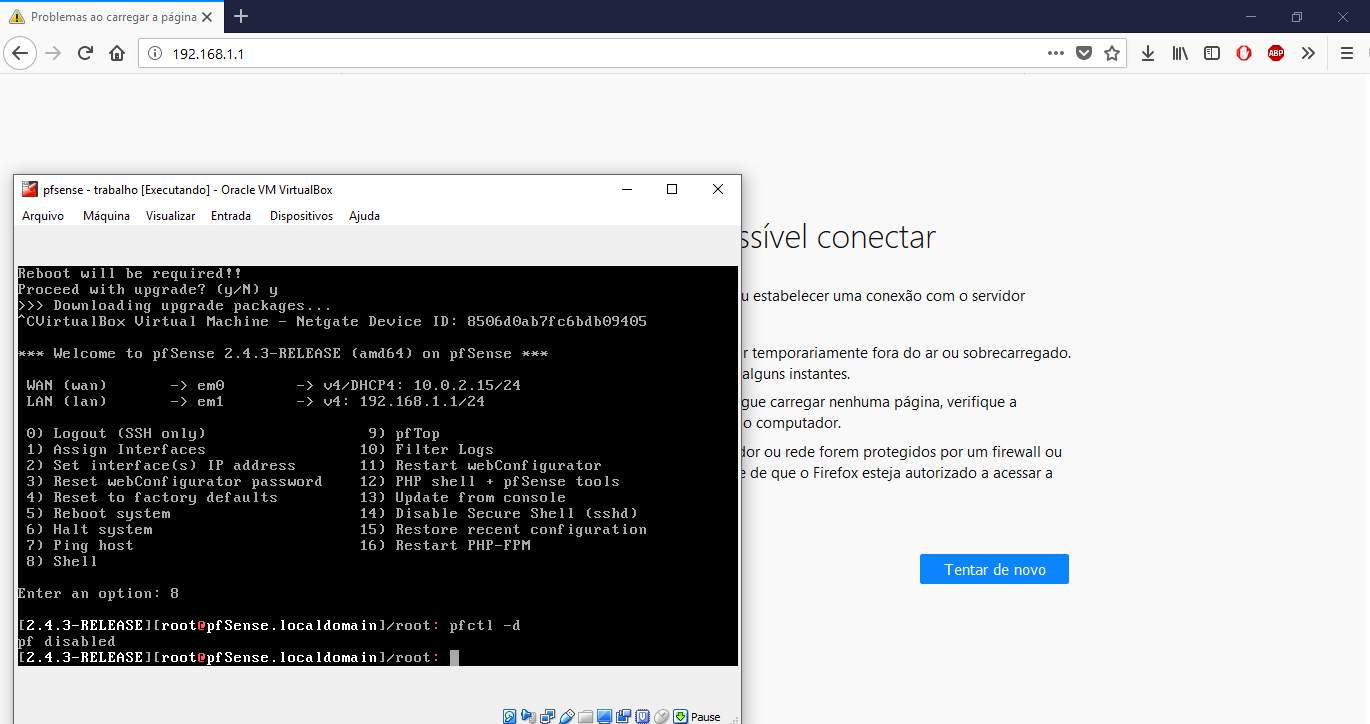 Problemas ao carregar a página
192.168.1.1
ABP
pfsense - trabalho [Executando] - Oracle VM VirtualBox
Arquivo Máquina Visualizar Entrada Dispositivos Ajuda
Reboot will be required!!
Proceed with upgrade? (y/N) y
>>> Downloading upgrade packages...
^CVirtualBox Virtual Machine - Netgate Device ID: 8506d0ab7fc6bdb09405
*** Welcome to pfSense 2.4.3-RELEASE (amd64) on pfSense ***
WAN (wan) -> em0 -> v4/DHCP4: 10.0.2.15/24
LAN (lan) -> em1 -> v4: 192.168.1.1/24
0) Logout (SSH only) 9) pfTop
1) Assign Interfaces 10) Filter Logs
2) Set interface(s) IP address 11) Restart webConfigurator
3) Reset webConfigurator password 12) PHP shell + pfSense tools
4) Reset to factory defaults 13) Update from console
5) Reboot system 14) Disable Secure Shell (sshd)
6) Halt system 15) Restore recent configuration
7) Ping host 16) Restart PHP-FPM
8) Shell
Enter an option: 8
[2.4.3-RELEASE][root@pfSense.localdomain]/root: pfctl -d
pf disabled
[2.4.3-RELEASE][root@pfSense.localdomain]/root:
Pause
ssível conectar
u estabelecer uma conexão com o servidor
r temporariamente fora do ar ou sobrecarregado.
alguns instantes.
gue carregar nenhuma página, verifique a
o computador.
dor ou rede forem protegidos por um firewall ou
e de que o Firefox esteja autorizado a acessar a
Tentar de novo